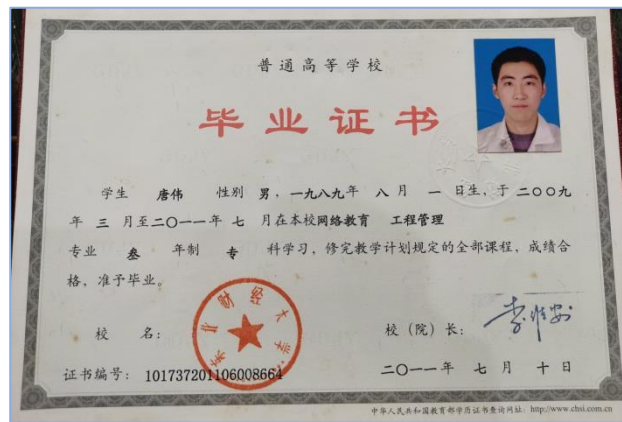 普通高等学校
毕业证书
学生 唐伟 性别 男，一九八九年 八 月 一 日生，于 二〇〇九
年 三 月至二〇一一年 七 月在本校网络教育 工程管理
专业 叁 年制 专 科学习，修完教学计划规定的全部课程，成绩合
格，准予毕业。
东北财经大学
校 名：
校（院）长：
证书编号： 101737201106008664
二〇一一年 七 月 十 日
中华人民共和国教育部学历证书查询网址：http://www.chsi.com.cn